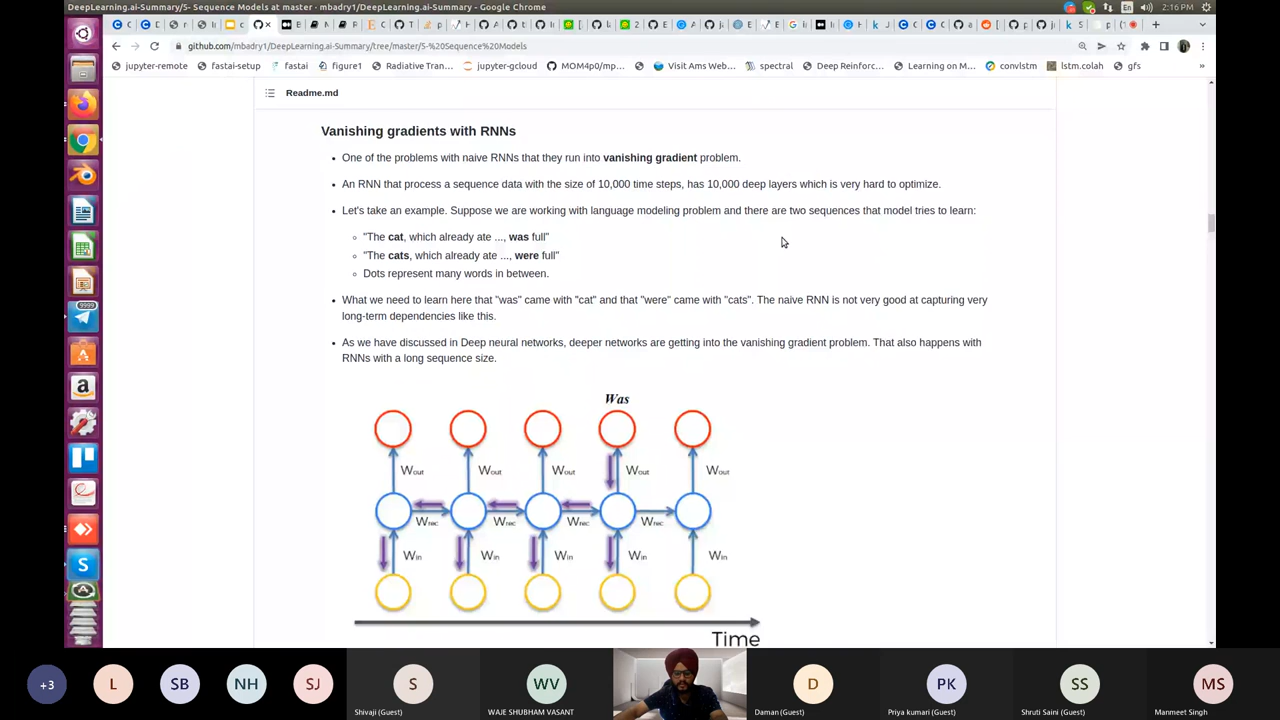 DeepLearning.ai-Summary/5- Sequence Models at master · mbadry1/DeepLearning.ai-Summary - Google Chrome
En
2:16 PM
github.com/mbadry1/DeepLearning.ai-Summary/tree/master/5-%20Sequence%20Models
jupyter-remote
fastai-setup
fastai
figure1
Radiative Tran...
jupyter-gcloud
MOM4p0/mp...
Visit Ams Web...
spectral
Deep Reinforc...
Learning on M...
convlstm
lstm.colah
gfs
»
Readme.md
Vanishing gradients with RNNs
One of the problems with naive RNNs that they run into vanishing gradient problem.
An RNN that process a sequence data with the size of 10,000 time steps, has 10,000 deep layers which is very hard to optimize.
Let's take an example. Suppose we are working with language modeling problem and there are two sequences that model tries to learn:
"The cat, which already ate ..., was full"
"The cats, which already ate ..., were full"
Dots represent many words in between.
What we need to learn here that "was" came with "cat" and that "were" came with "cats". The naive RNN is not very good at capturing very
long-term dependencies like this.
As we have discussed in Deep neural networks, deeper networks are getting into the vanishing gradient problem. That also happens with
RNNs with a long sequence size.
Was
Wout Wout Wout Wout Wout
Wrec Wrec Wrec Wrec
Win Win Win Win Win
Time
+3
L
SB
NH
SJ
S
WV
D
PK
SS
MS
Shivaji (Guest)
WAJE SHUBHAM VASANT
Daman (Guest)
Priya kumari (Guest)
Shruti Saini (Guest)
Manmeet Singh